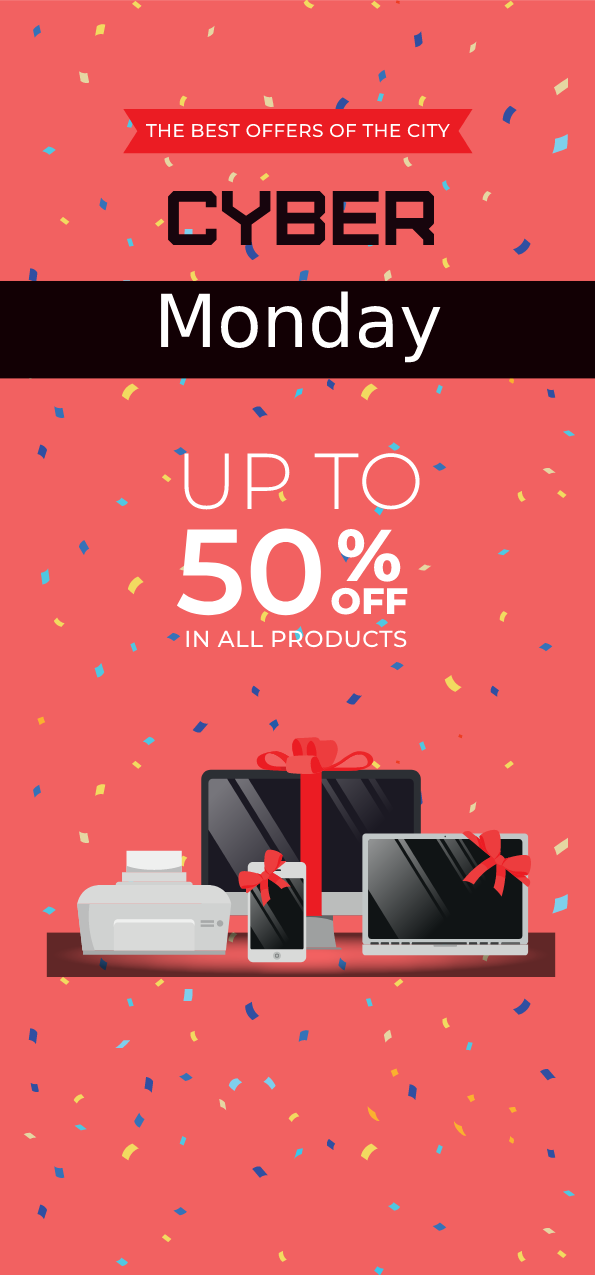 THE BEST OFFERS OF THE CITY
CYBER
Monday
UP TO
50% OFF
IN ALL PRODUCTS